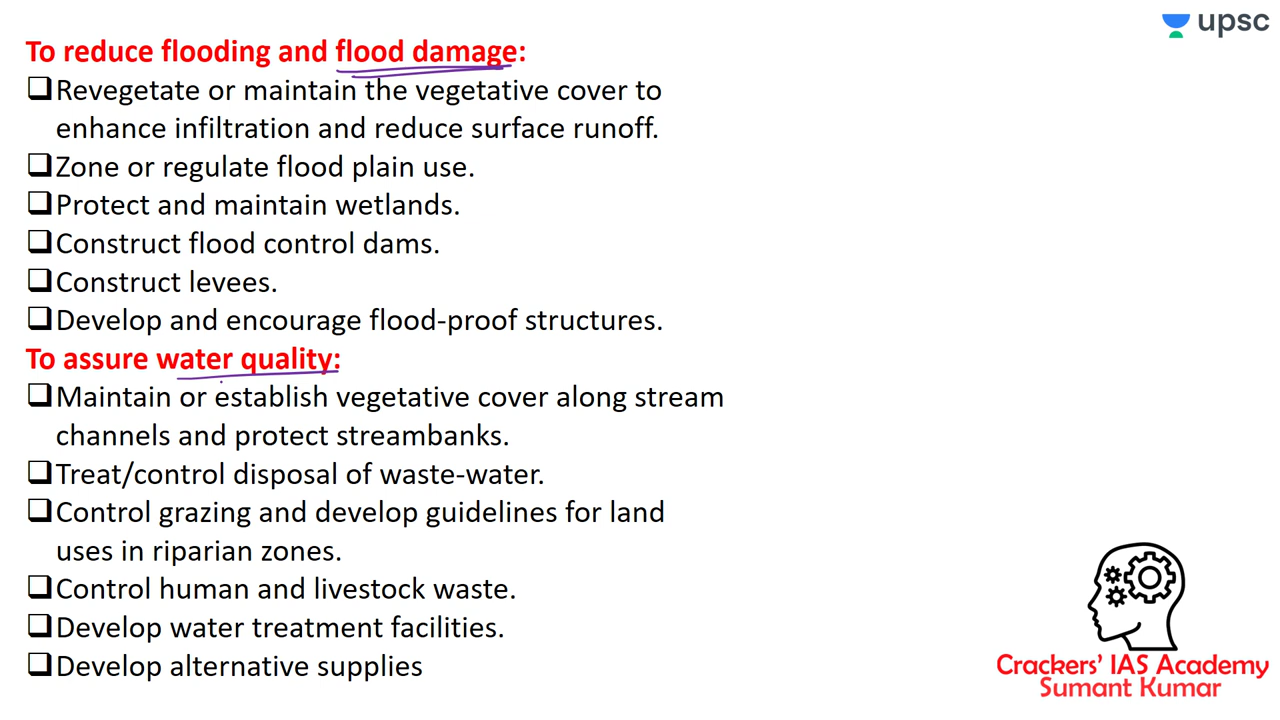 upsc
To reduce flooding and flood damage:
❑Revegetate or maintain the vegetative cover to
enhance infiltration and reduce surface runoff.
❑Zone or regulate flood plain use.
❑Protect and maintain wetlands.
❑Construct flood control dams.
❑Construct levees.
❑Develop and encourage flood-proof structures.
To assure water quality:
❑Maintain or establish vegetative cover along stream
channels and protect streambanks.
❑Treat/control disposal of waste-water.
❑Control grazing and develop guidelines for land
uses in riparian zones.
❑Control human and livestock waste.
❑Develop water treatment facilities.
❑Develop alternative supplies
Crackers' IAS Academy
Sumant Kumar